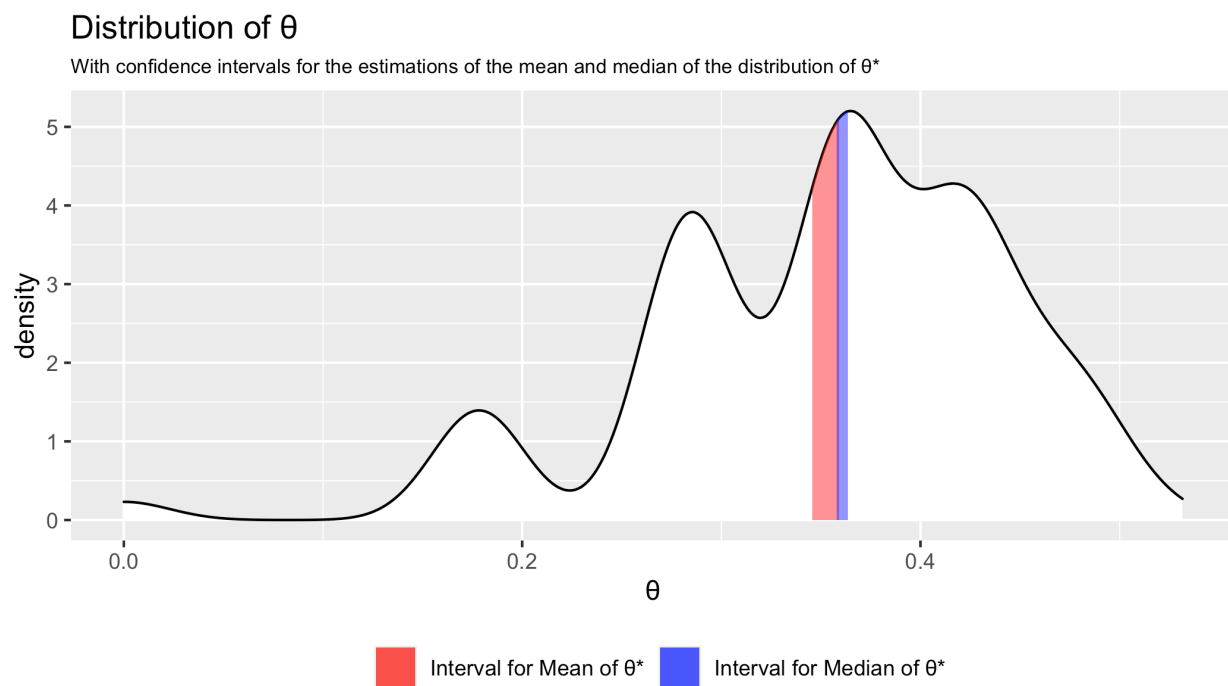 Distribution of θ
With confidence intervals for the estimations of the mean and median of the distribution of θ*
5
4
3
2
1
0
density
0.0 0.2 0.4
θ
Interval for Mean of θ* Interval for Median of θ*